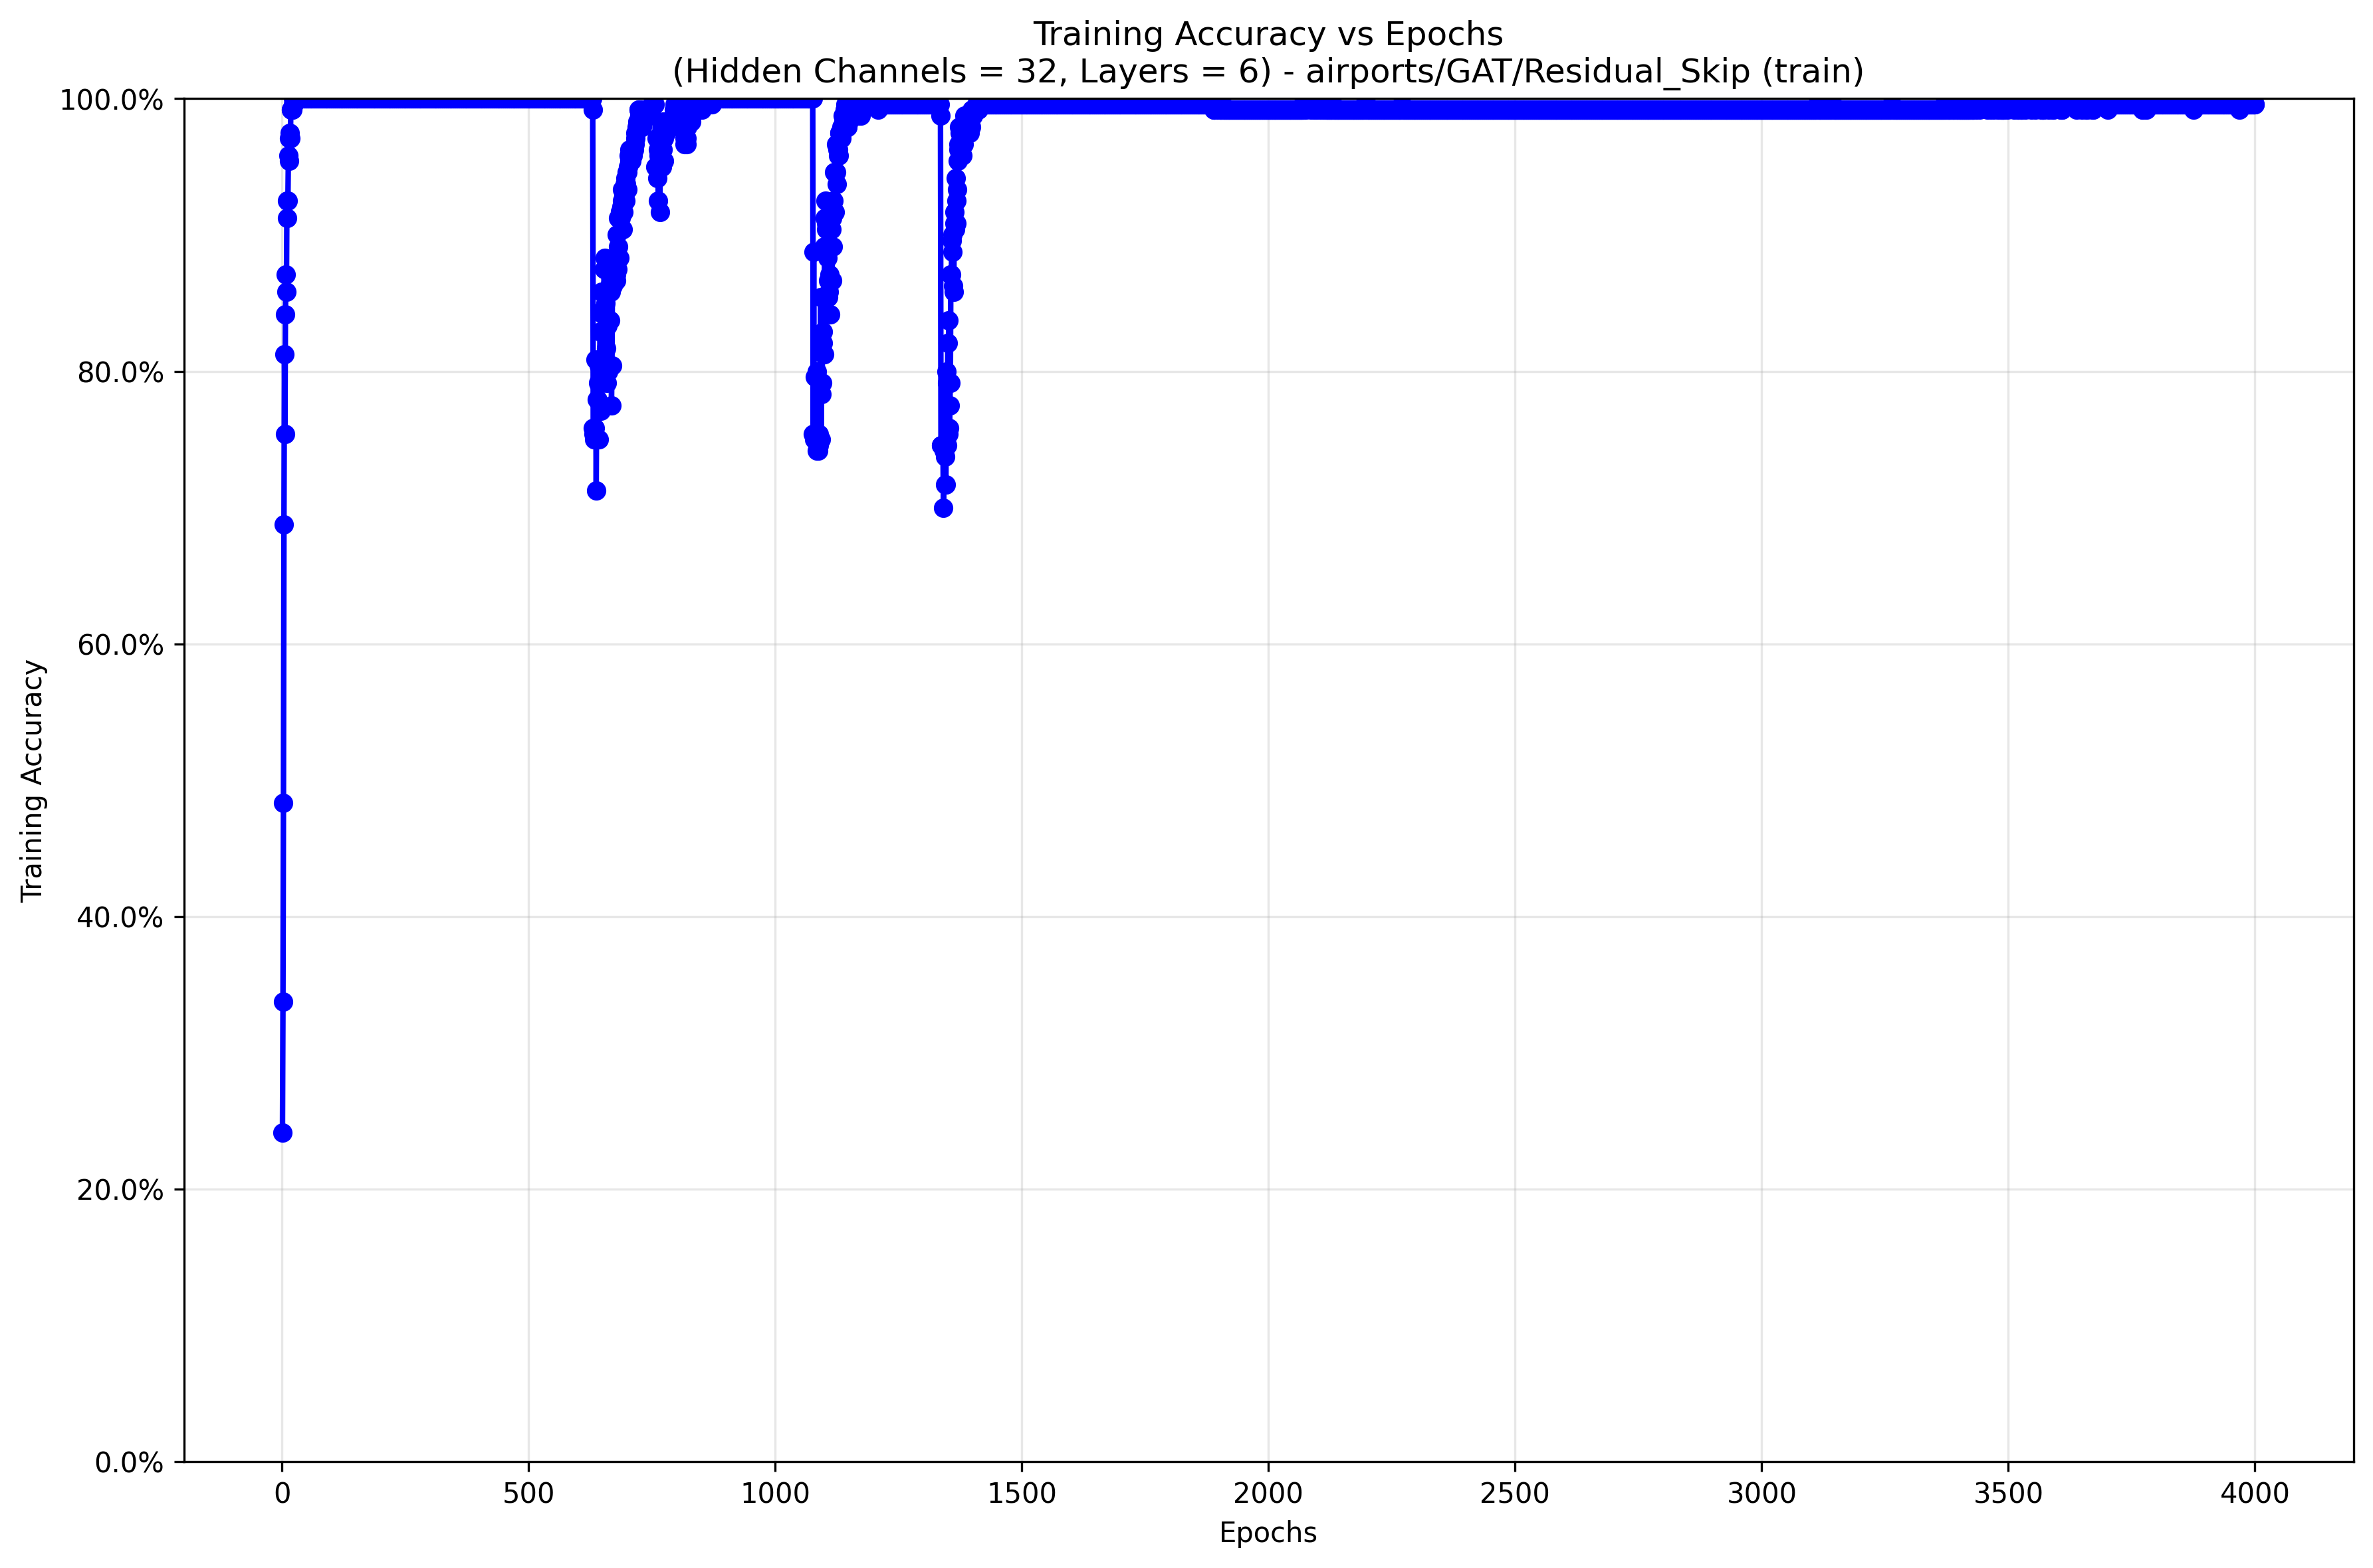 Training Accuracy vs Epochs
(Hidden Channels = 32, Layers = 6) - airports/GAT/Residual_Skip (train)
100.0%
80.0%
60.0%
40.0%
20.0%
0.0%
Training Accuracy
0 500 1000 1500 2000 2500 3000 3500 4000
Epochs